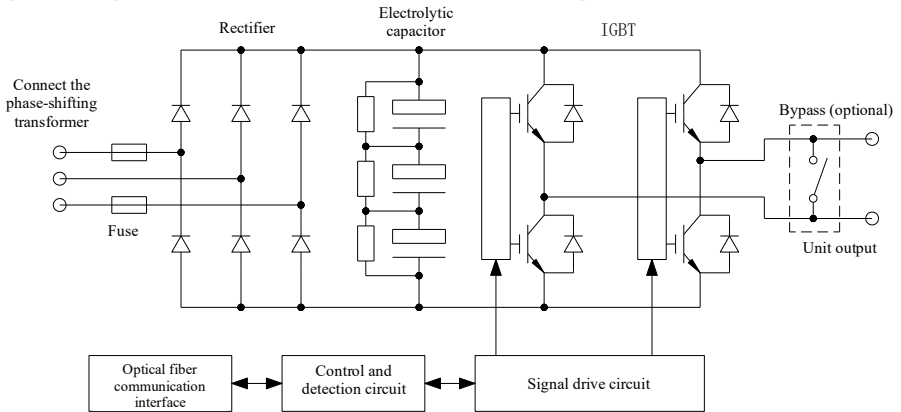 Rectifier
Electrolytic
capacitor
IGBT
Connect the
phase-shifting
transformer
Bypass (optional)
Fuse
Unit output
Optical fiber
communication
interface
Control and
detection circuit
Signal drive circuit